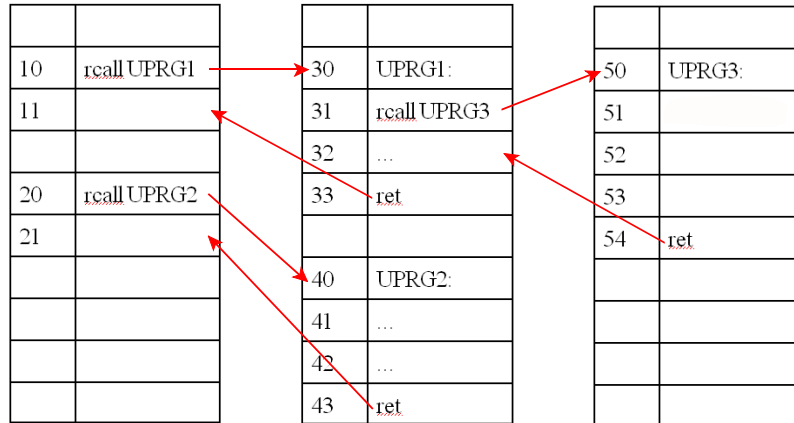 10 rcall UPRG1
11
20 rcall UPRG2
21
30 UPRG1:
31 rcall UPRG3
32 ...
33 ret
40 UPRG2:
41 ...
42 ...
43 ret
50 UPRG3:
51
52
53
54 ret